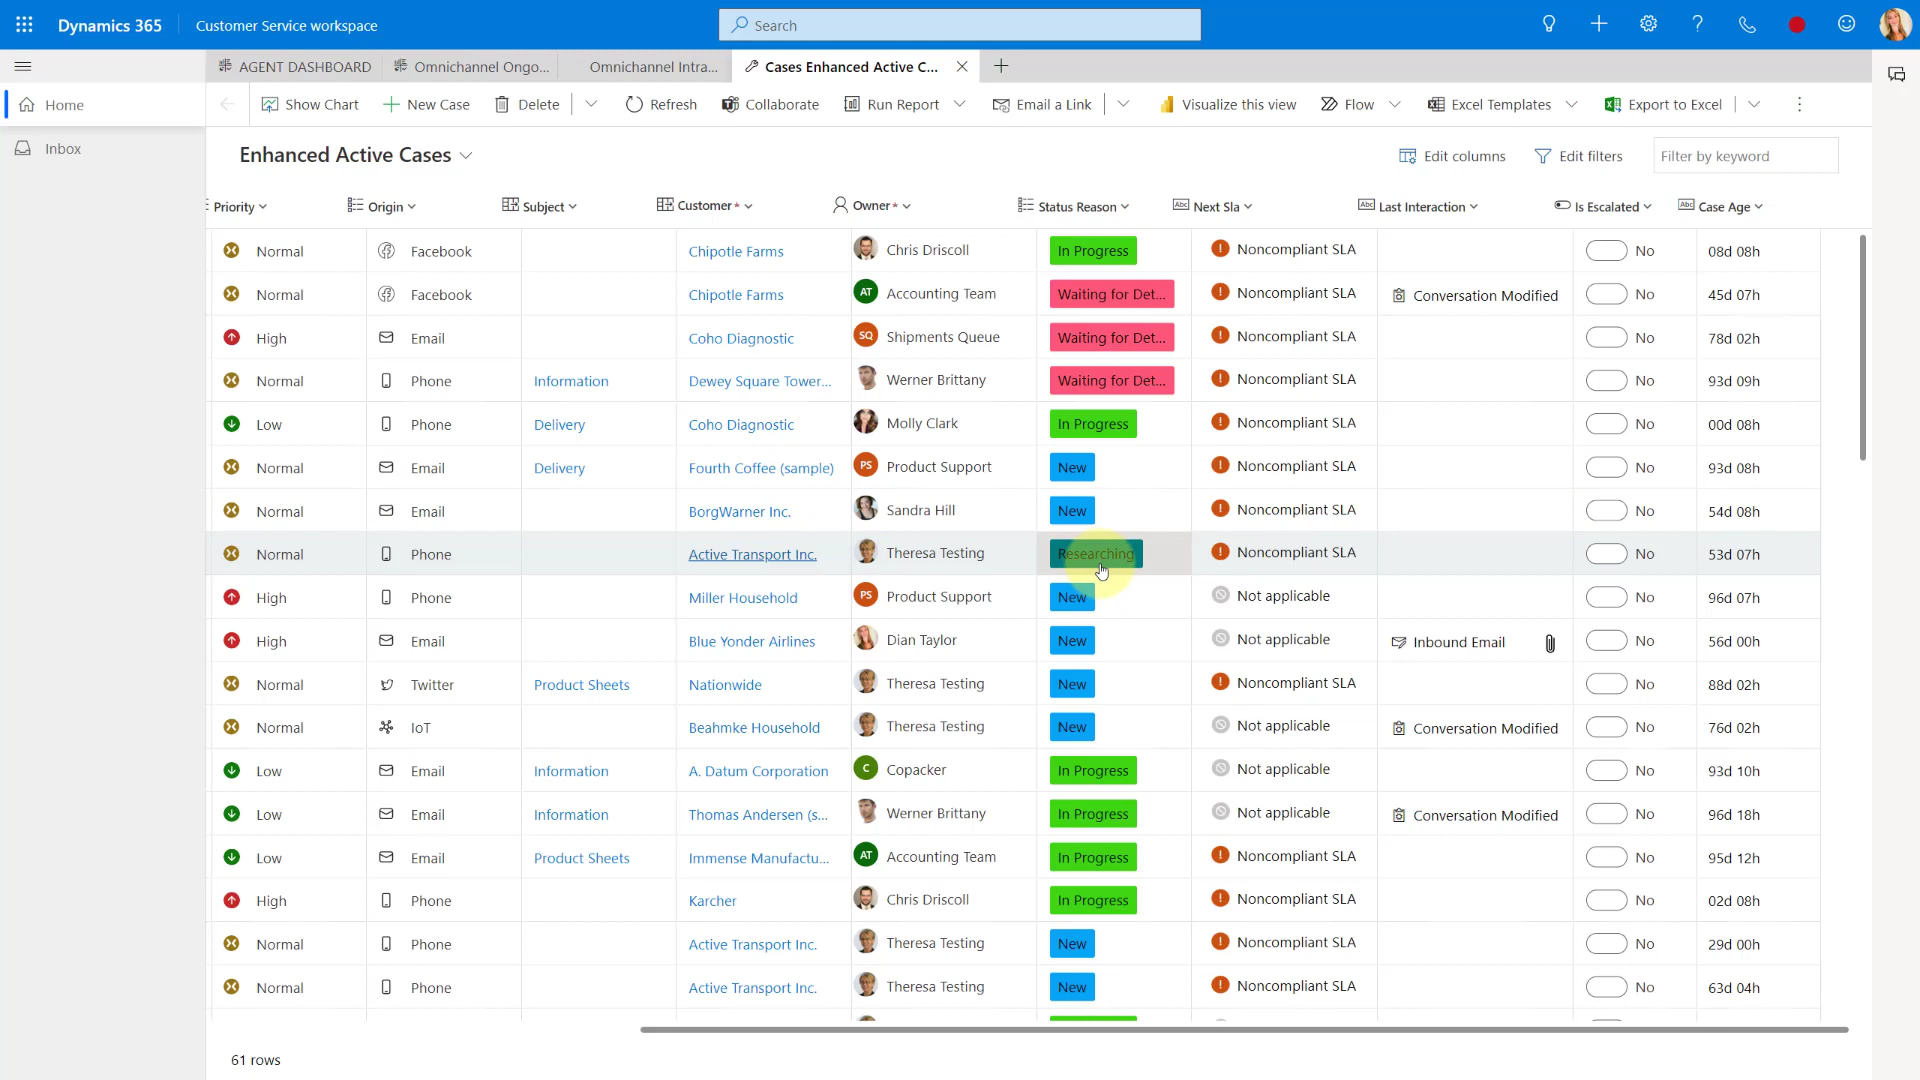 Dynamics 365 Customer Service workspace Search
AGENT DASHBOARD Omnichannel Ongo... Omnichannel Intra... Cases Enhanced Active C...
Home
Inbox
Show Chart New Case Delete Refresh Collaborate Run Report Email a Link Visualize this view Flow Excel Templates Export to Excel
Enhanced Active Cases Edit columns Edit filters Filter by keyword
Priority Origin Subject Customer * Owner * Status Reason Abc Next Sla Abc Last Interaction Is Escalated Abc Case Age
Normal Facebook Chipotle Farms Chris Driscoll In Progress Noncompliant SLA No 08d 08h
Normal Facebook Chipotle Farms AT Accounting Team Waiting for Det... Noncompliant SLA Conversation Modified No 45d 07h
High Email Coho Diagnostic SQ Shipments Queue Waiting for Det... Noncompliant SLA No 78d 02h
Normal Phone Information Dewey Square Tower... Werner Brittany Waiting for Det... Noncompliant SLA No 93d 09h
Low Phone Delivery Coho Diagnostic Molly Clark In Progress Noncompliant SLA No 00d 08h
Normal Email Delivery Fourth Coffee (sample) PS Product Support New Noncompliant SLA No 93d 08h
Normal Email BorgWarner Inc. Sandra Hill New Noncompliant SLA No 54d 08h
Normal Phone Active Transport Inc. Theresa Testing Researching Noncompliant SLA No 53d 07h
High Phone Miller Household PS Product Support New Not applicable No 96d 07h
High Email Blue Yonder Airlines Dian Taylor New Not applicable Inbound Email No 56d 00h
Normal Twitter Product Sheets Nationwide Theresa Testing New Noncompliant SLA No 88d 02h
Normal IoT Beahmke Household Theresa Testing New Not applicable Conversation Modified No 76d 02h
Low Email Information A. Datum Corporation C Copacker In Progress Not applicable No 93d 10h
Low Email Information Thomas Andersen (s... Werner Brittany In Progress Not applicable Conversation Modified No 96d 18h
Low Email Product Sheets Immense Manufactu... AT Accounting Team In Progress Noncompliant SLA No 95d 12h
High Phone Karcher Chris Driscoll In Progress Noncompliant SLA No 02d 08h
Normal Phone Active Transport Inc. Theresa Testing New Noncompliant SLA No 29d 00h
Normal Phone Active Transport Inc. Theresa Testing New Noncompliant SLA No 63d 04h
61 rows